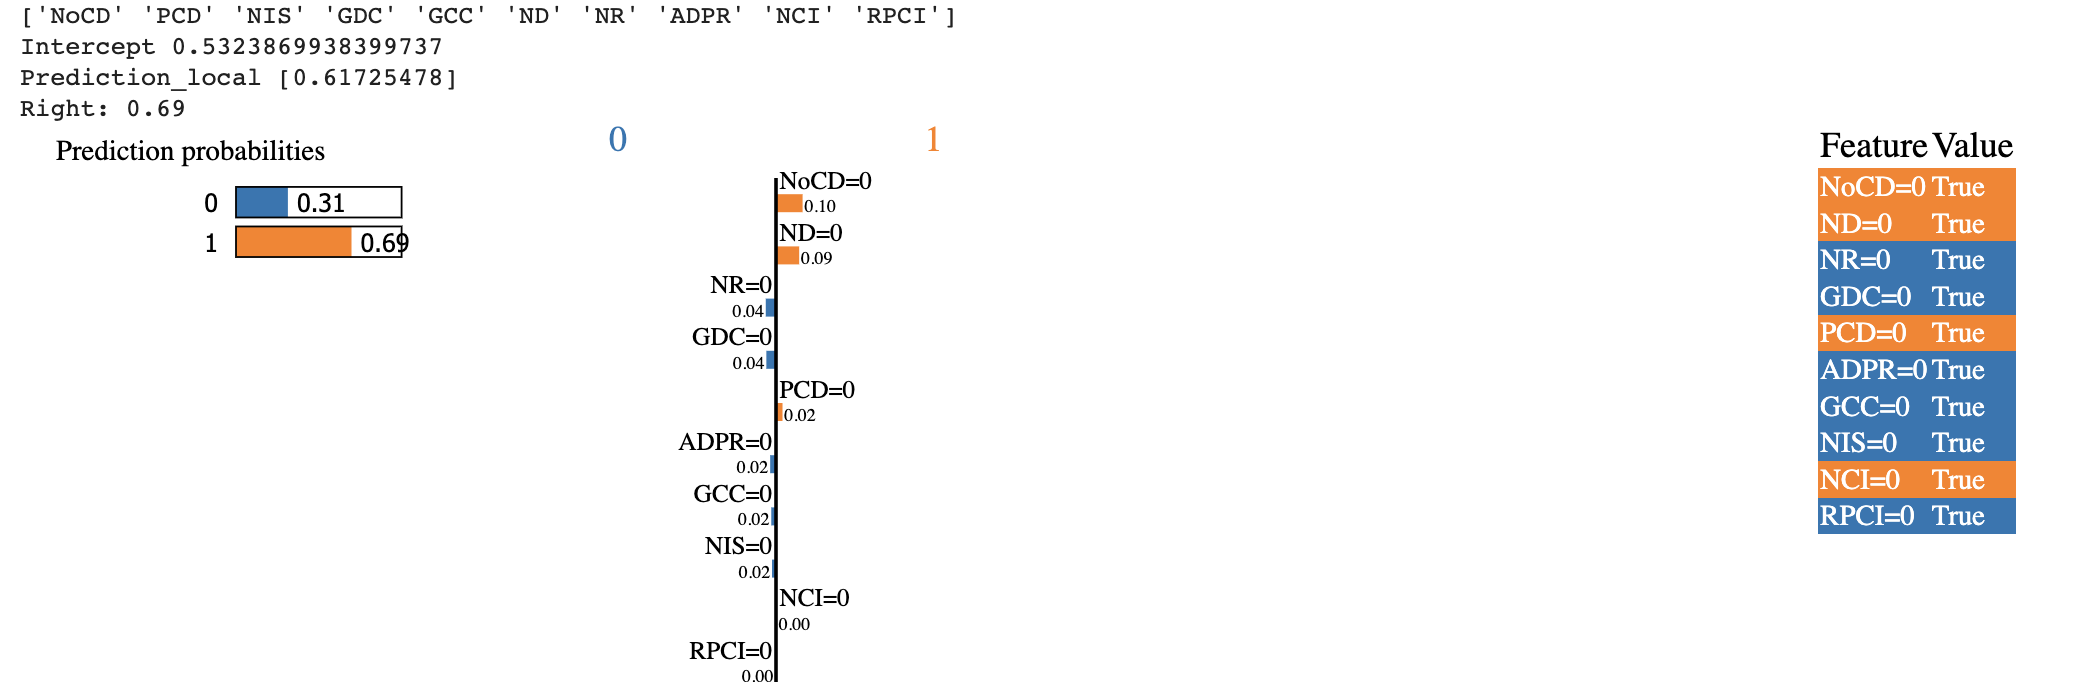 ['NoCD' 'PCD' 'NIS' 'GDC' 'GCC' 'ND' 'NR' 'ADPR' 'NCI' 'RPCI']
Intercept 0.5323869938399737
Prediction_local [0.61725478]
Right: 0.69
Prediction probabilities
0 0.31
1 0.69
0 1
NoCD=0
0.10
ND=0
0.09
NR=0
0.04
GDC=0
0.04
PCD=0
0.02
ADPR=0
0.02
GCC=0
0.02
NIS=0
0.02
NCI=0
0.00
RPCI=0
0.00
Feature Value
NoCD=0 True
ND=0 True
NR=0 True
GDC=0 True
PCD=0 True
ADPR=0 True
GCC=0 True
NIS=0 True
NCI=0 True
RPCI=0 True